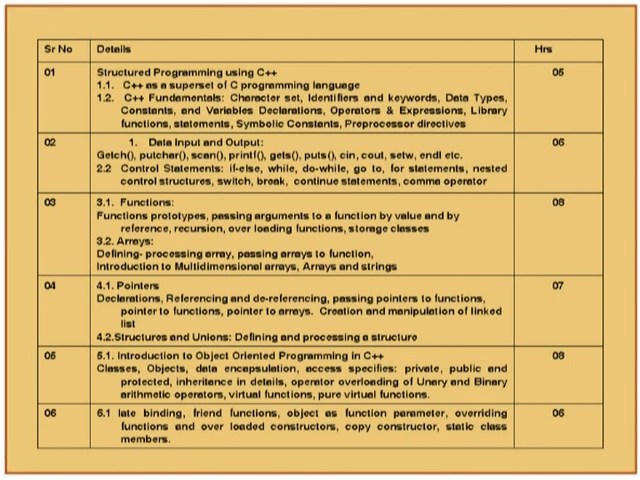 Sr No Details Hrs
01 Structured Programming using C++ 05
1.1. C++ as a superset of C programming language
1.2. C++ Fundamentals: Character set, Identifiers and keywords, Data Types,
Constants, and Variables Declarations, Operators & Expressions, Library
functions, statements, Symbolic Constants, Preprocessor directives
02 1. Data Input and Output: 06
Getch(), putchar(), scan(), printf(), gets(), puts(), cin, cout, setw, endl etc.
2.2 Control Statements: if-else, while, do-while, go to, for statements, nested
control structures, switch, break, continue statements, comma operator
03 3.1. Functions: 08
Functions prototypes, passing arguments to a function by value and by
reference, recursion, over loading functions, storage classes
3.2. Arrays:
Defining- processing array, passing arrays to function,
Introduction to Multidimensional arrays, Arrays and strings
04 4.1. Pointers 07
Declarations, Referencing and de-referencing, passing pointers to functions,
pointer to functions, pointer to arrays. Creation and manipulation of linked
list
4.2.Structures and Unions: Defining and processing a structure
05 5.1. Introduction to Object Oriented Programming in C++ 08
Classes, Objects, data encapsulation, access specifies: private, public and
protected, inheritance in details, operator overloading of Unary and Binary
arithmetic operators, virtual functions, pure virtual functions.
06 6.1 late binding, friend functions, object as function parameter, overriding 06
functions and over loaded constructors, copy constructor, static class
members.